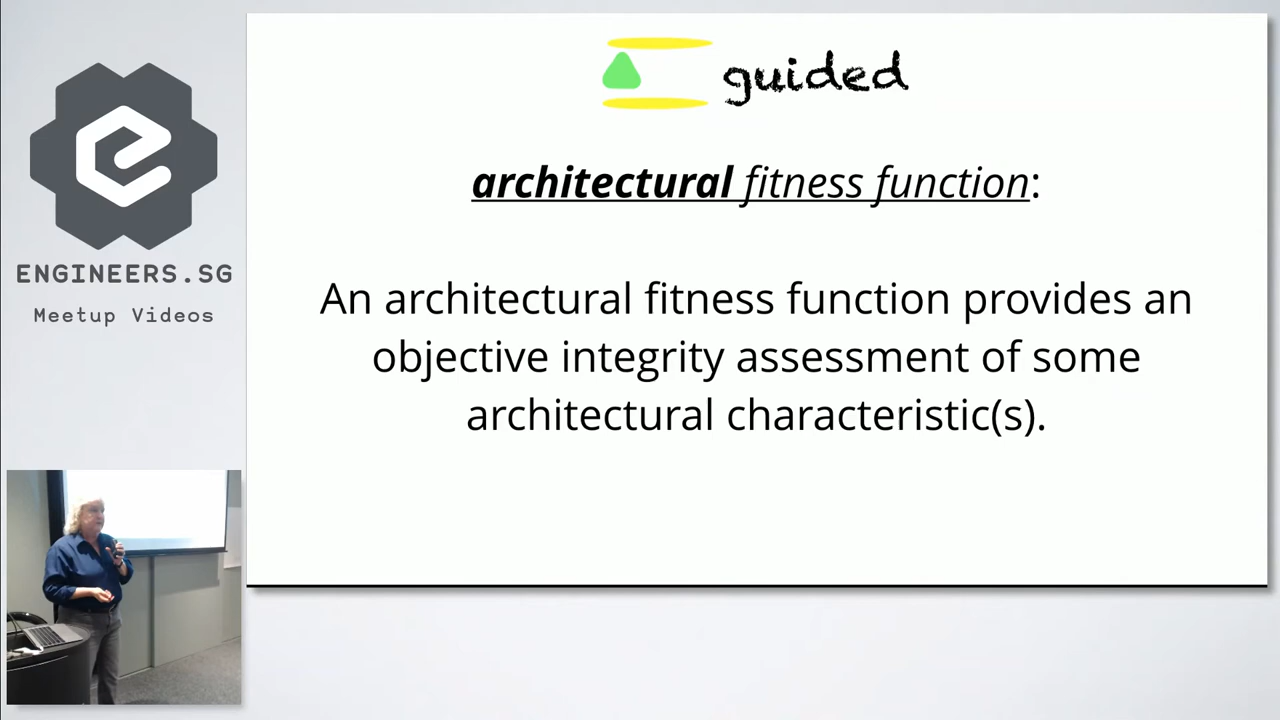 ENGINEERS.SG
Meetup Videos
guided
architectural fitness function:
An architectural fitness function provides an
objective integrity assessment of some
architectural characteristic(s).